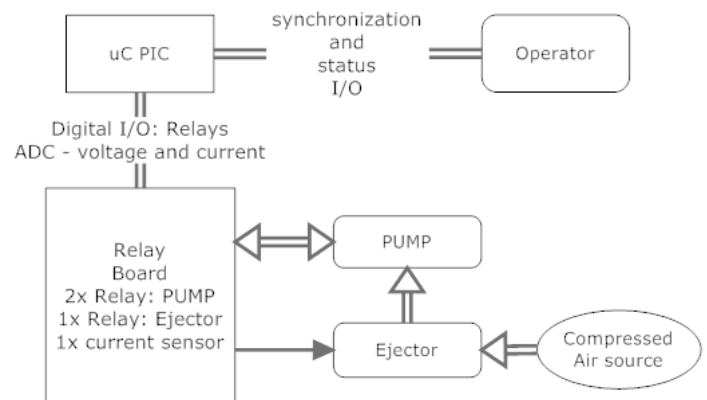 uC PIC
synchronization
and
status
I/O
Operator
Digital I/O: Relays
ADC - voltage and current
Relay
Board
2x Relay: PUMP
1x Relay: Ejector
1x current sensor
PUMP
Ejector
Compressed
Air source